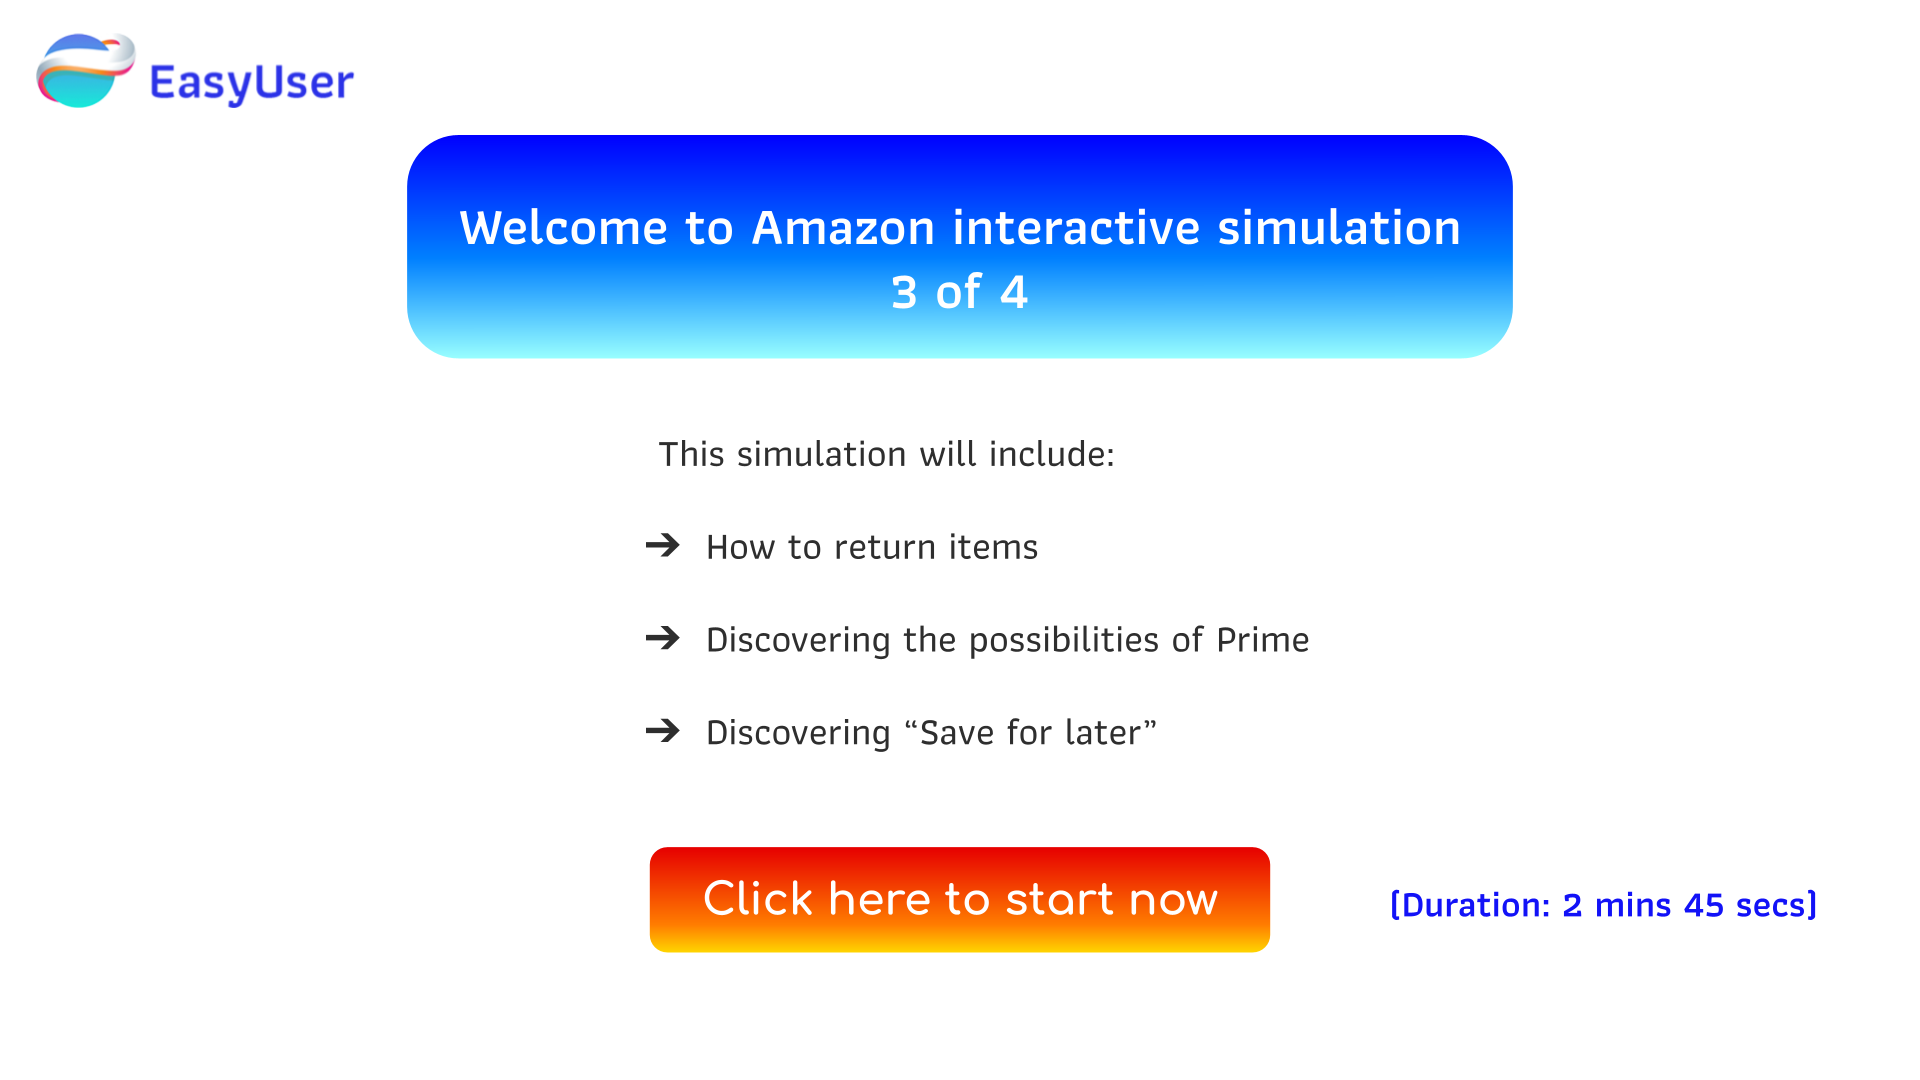 EasyUser
Welcome to Amazon interactive simulation
3 of 4
This simulation will include:
➔ How to return items
➔ Discovering the possibilities of Prime
➔ Discovering “Save for later”
Click here to start now
(Duration: 2 mins 45 secs)